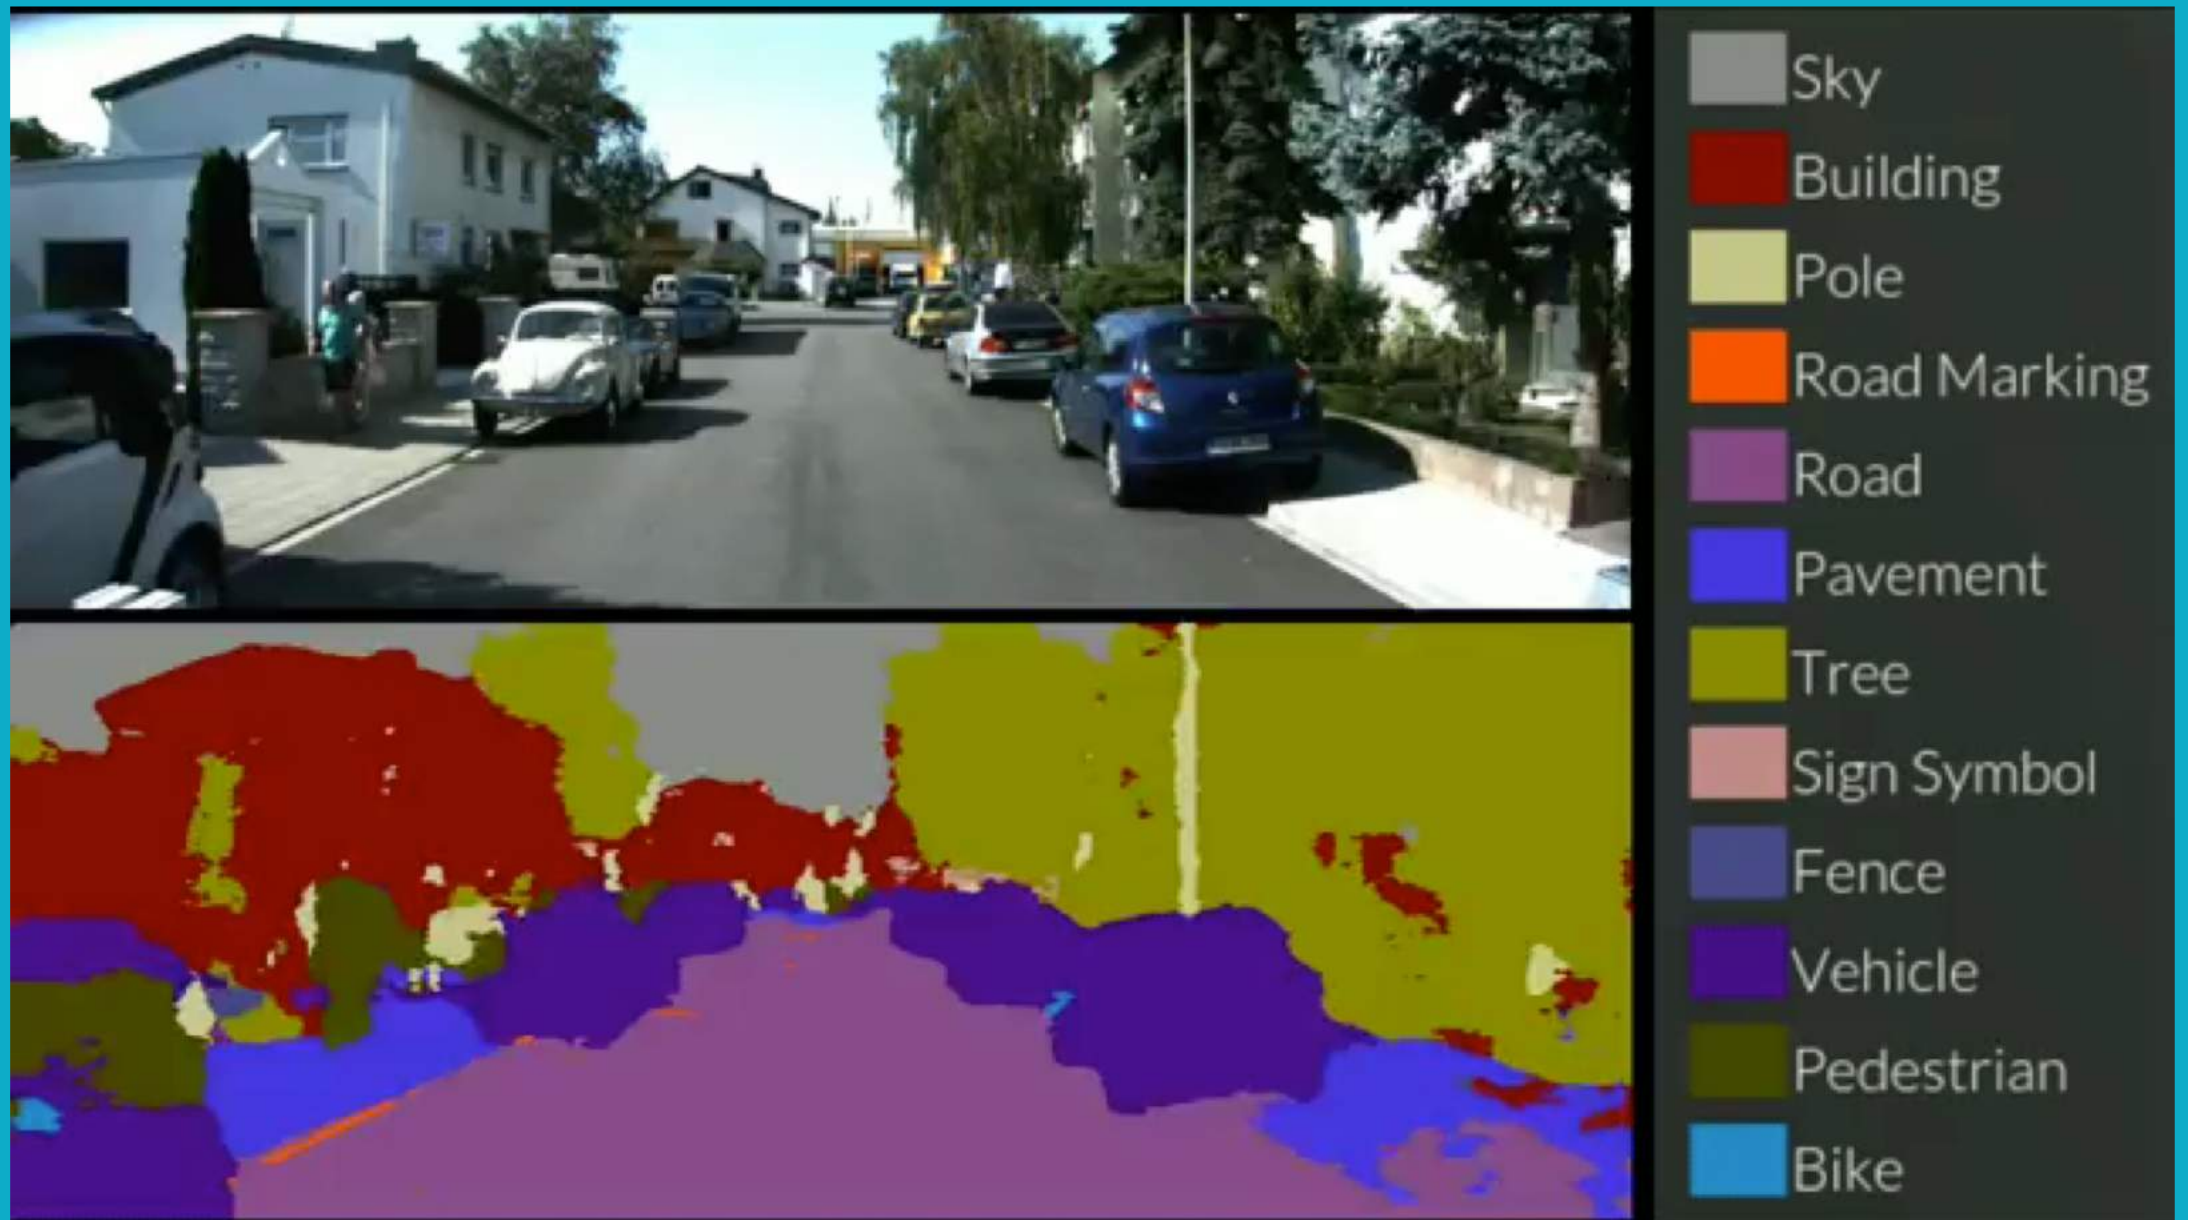 Sky
Building
Pole
Road Marking
Road
Pavement
Tree
Sign Symbol
Fence
Vehicle
Pedestrian
Bike